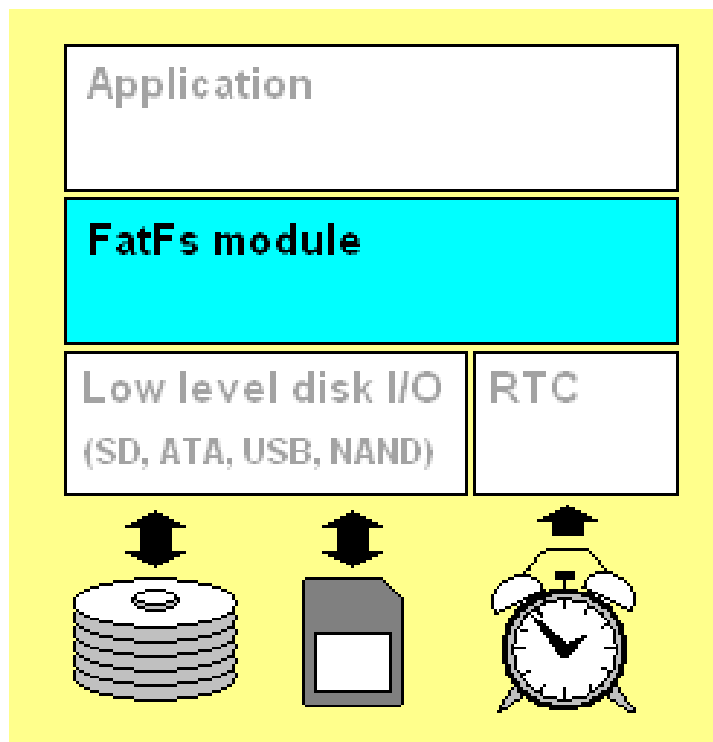 Application
FatFs module
Low level disk I/O
(SD, ATA, USB, NAND)
RTC